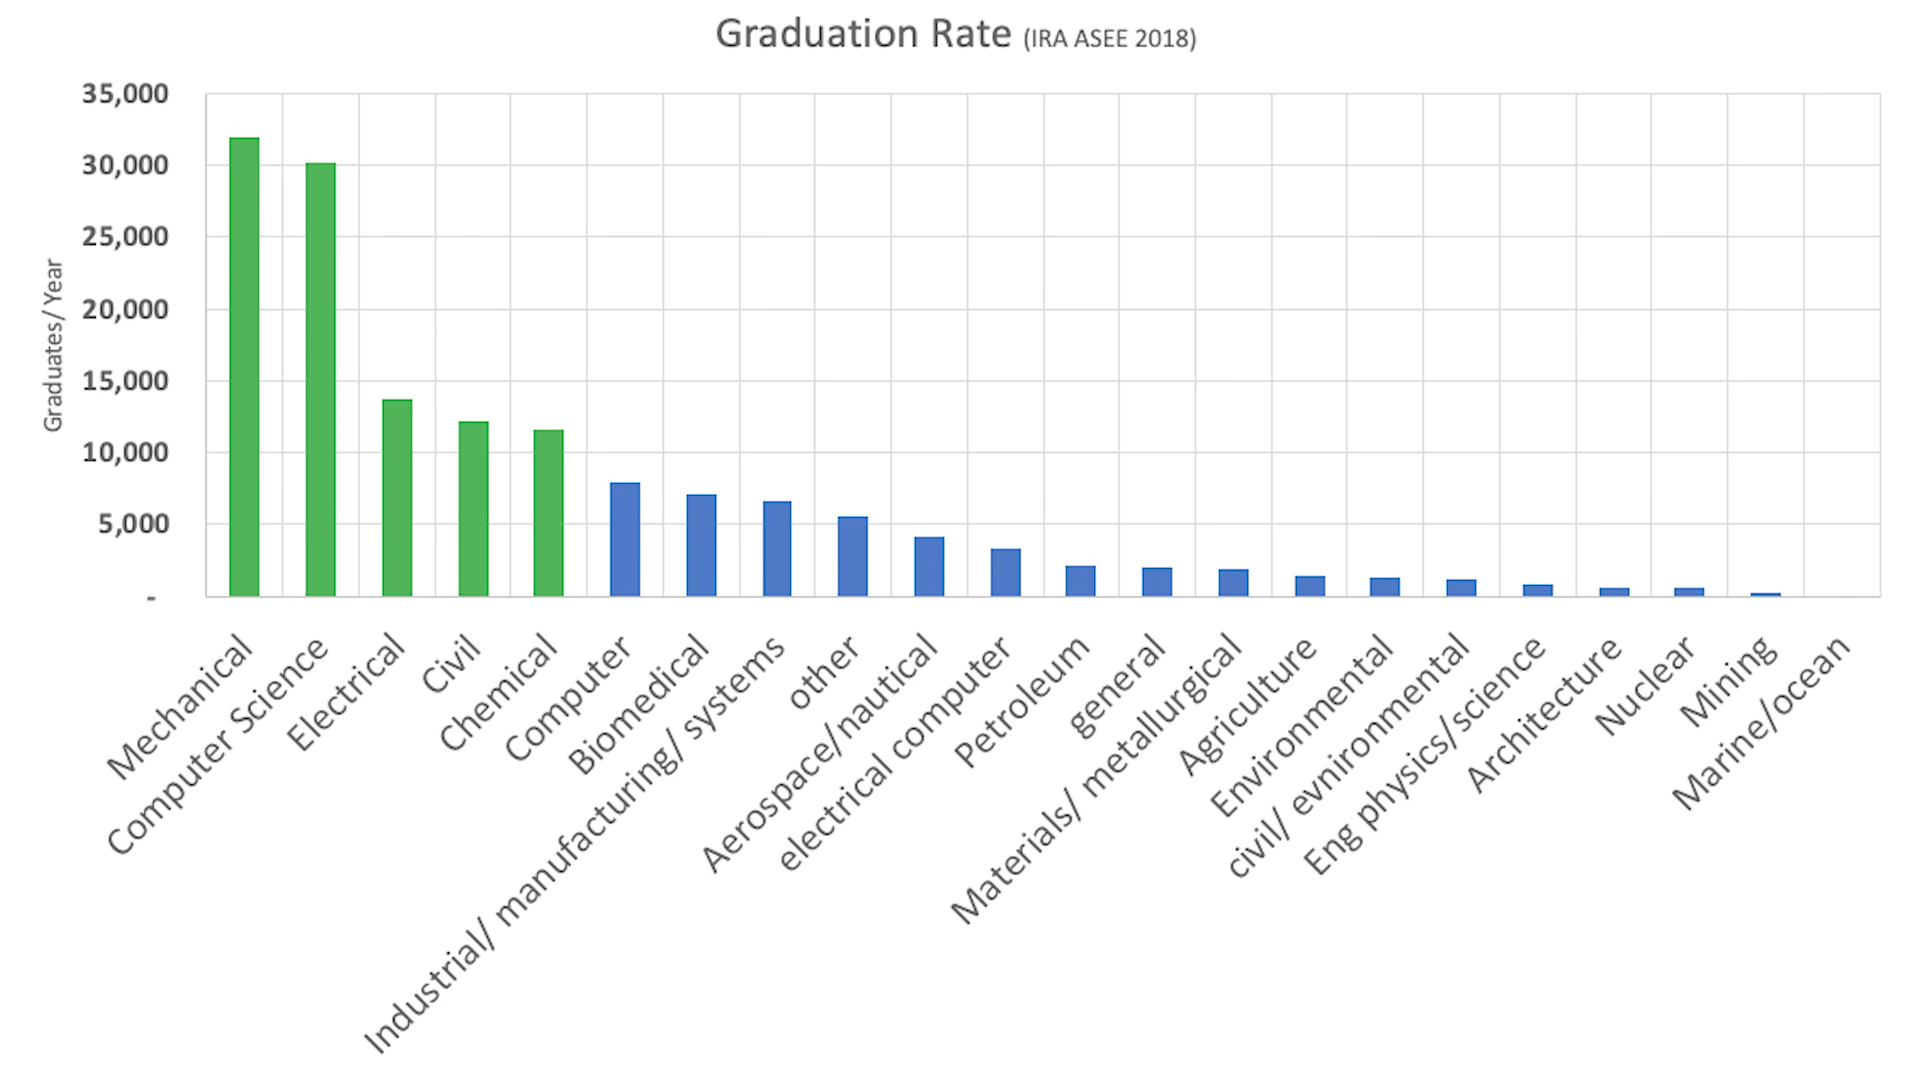 Graduation Rate (IRA ASEE 2018)
35,000
30,000
25,000
20,000
15,000
10,000
5,000
-
Graduates/ Year
Mechanical
Computer Science
Electrical
Civil
Chemical
Computer
Biomedical
Industrial/ manufacturing/ systems
other
Aerospace/nautical
electrical computer
Petroleum
general
Materials/ metallurgical
Agriculture
Environmental
civil/ evnironmental
Eng physics/science
Architecture
Nuclear
Mining
Marine/ocean